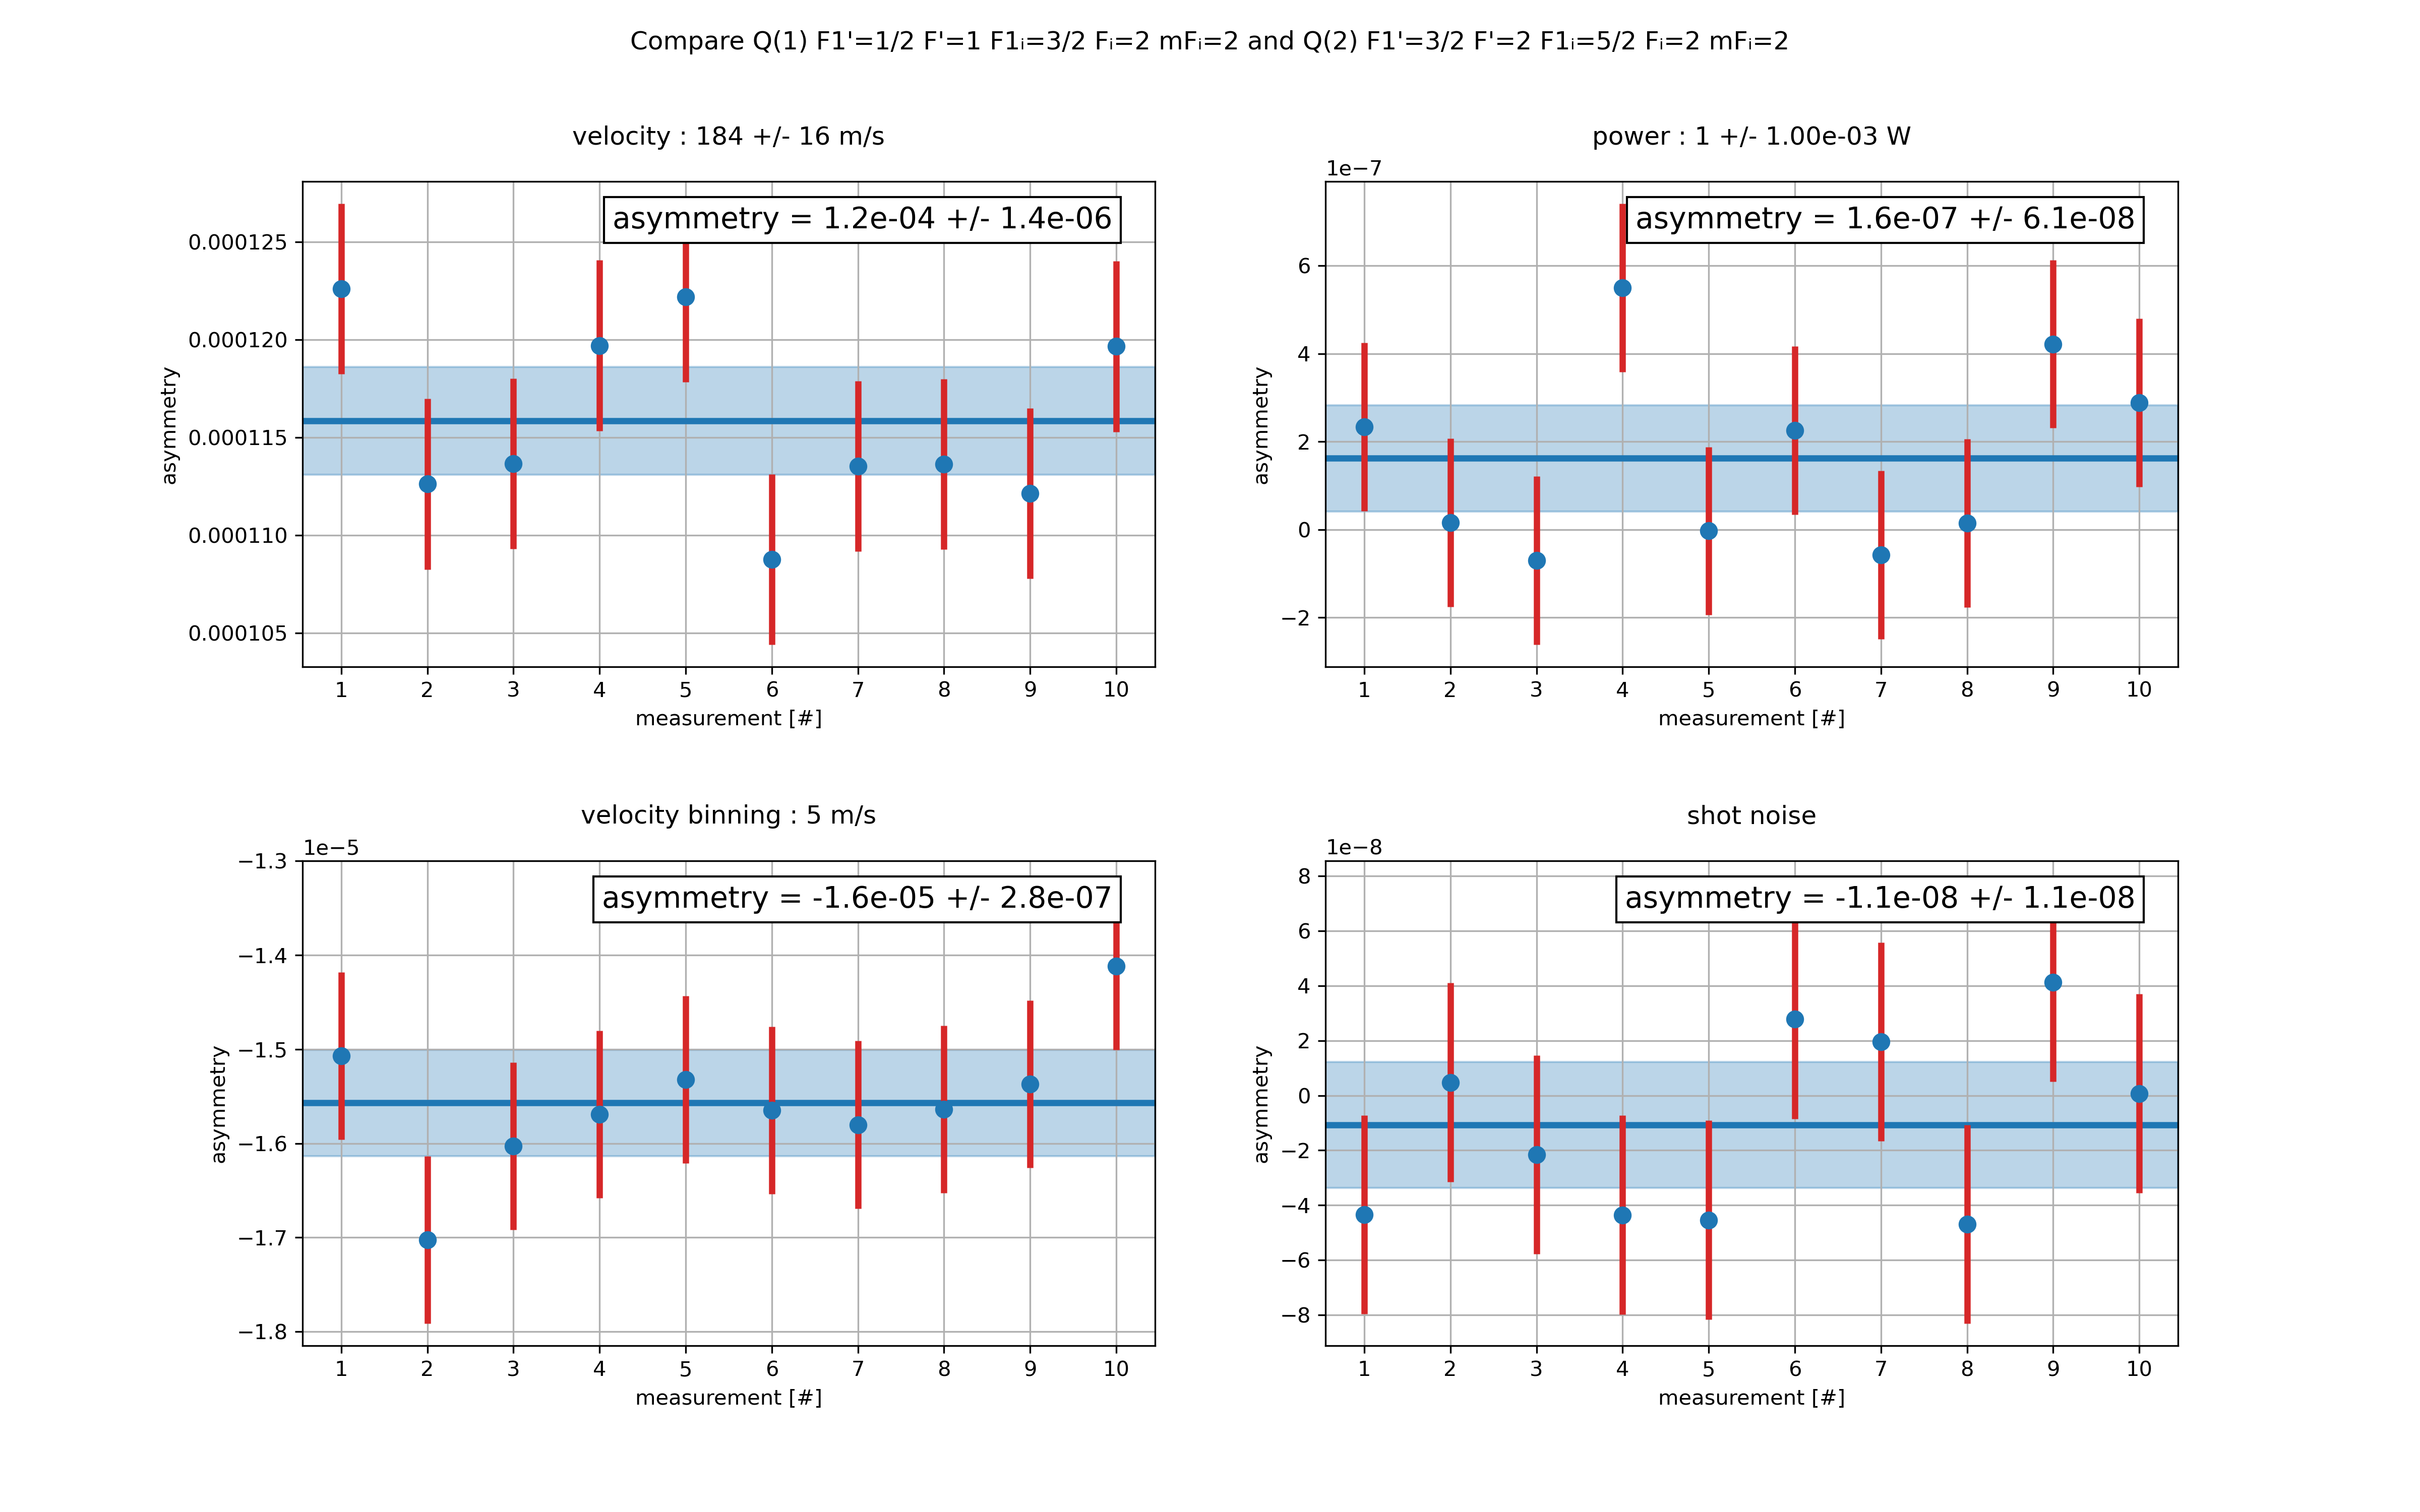 Compare Q(1) F1'=1/2 F'=1 F1ᵢ=3/2 Fᵢ=2 mFᵢ=2 and Q(2) F1'=3/2 F'=2 F1ᵢ=5/2 Fᵢ=2 mFᵢ=2
velocity : 184 +/- 16 m/s
asymmetry = 1.2e-04 +/- 1.4e-06
0.000125
0.000120
0.000115
0.000110
0.000105
asymmetry
1 2 3 4 5 6 7 8 9 10
measurement [#]
power : 1 +/- 1.00e-03 W
1e−7
asymmetry = 1.6e-07 +/- 6.1e-08
6
4
2
0
−2
asymmetry
1 2 3 4 5 6 7 8 9 10
measurement [#]
velocity binning : 5 m/s
1e−5
asymmetry = -1.6e-05 +/- 2.8e-07
−1.3
−1.4
−1.5
−1.6
−1.7
−1.8
asymmetry
1 2 3 4 5 6 7 8 9 10
measurement [#]
shot noise
1e−8
asymmetry = -1.1e-08 +/- 1.1e-08
8
6
4
2
0
−2
−4
−6
−8
asymmetry
1 2 3 4 5 6 7 8 9 10
measurement [#]